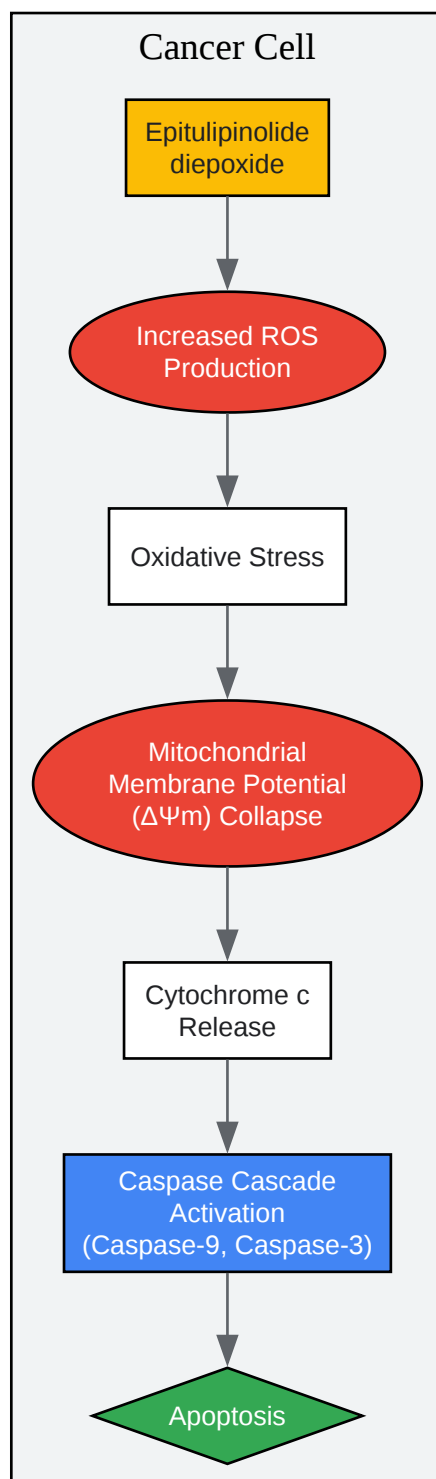 Cancer Cell
Epitulipinolide
diepoxide
Increased ROS
Production
Oxidative Stress
Mitochondrial
Membrane Potential
(ΔΨm) Collapse
Cytochrome c
Release
Caspase Cascade
Activation
(Caspase-9, Caspase-3)
Apoptosis